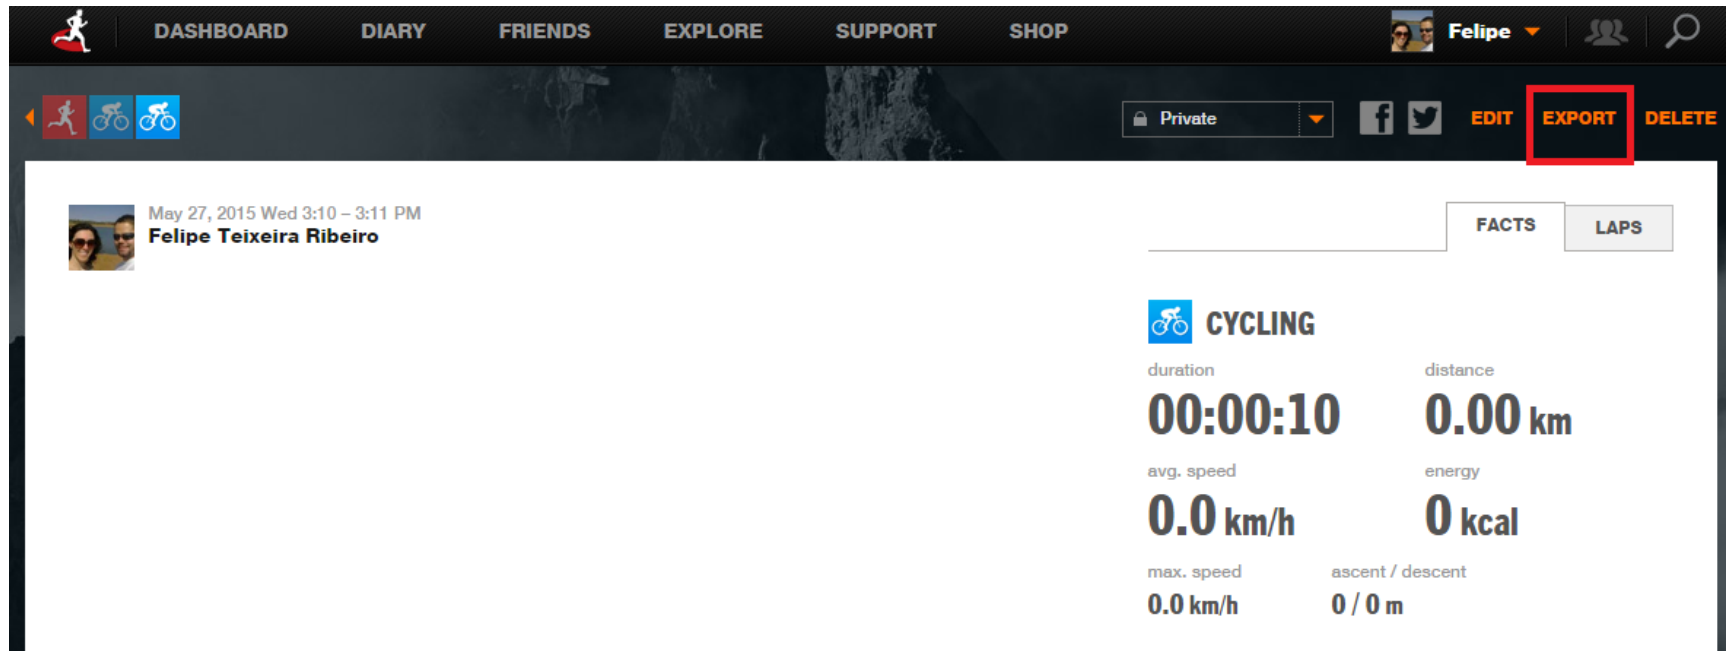 DASHBOARD DIARY FRIENDS EXPLORE SUPPORT SHOP Felipe
Private EDIT EXPORT DELETE
May 27, 2015 Wed 3:10 – 3:11 PM
Felipe Teixeira Ribeiro
FACTS LAPS
CYCLING
duration distance
00:00:10 0.00 km
avg. speed energy
0.0 km/h 0 kcal
max. speed ascent / descent
0.0 km/h 0 / 0 m